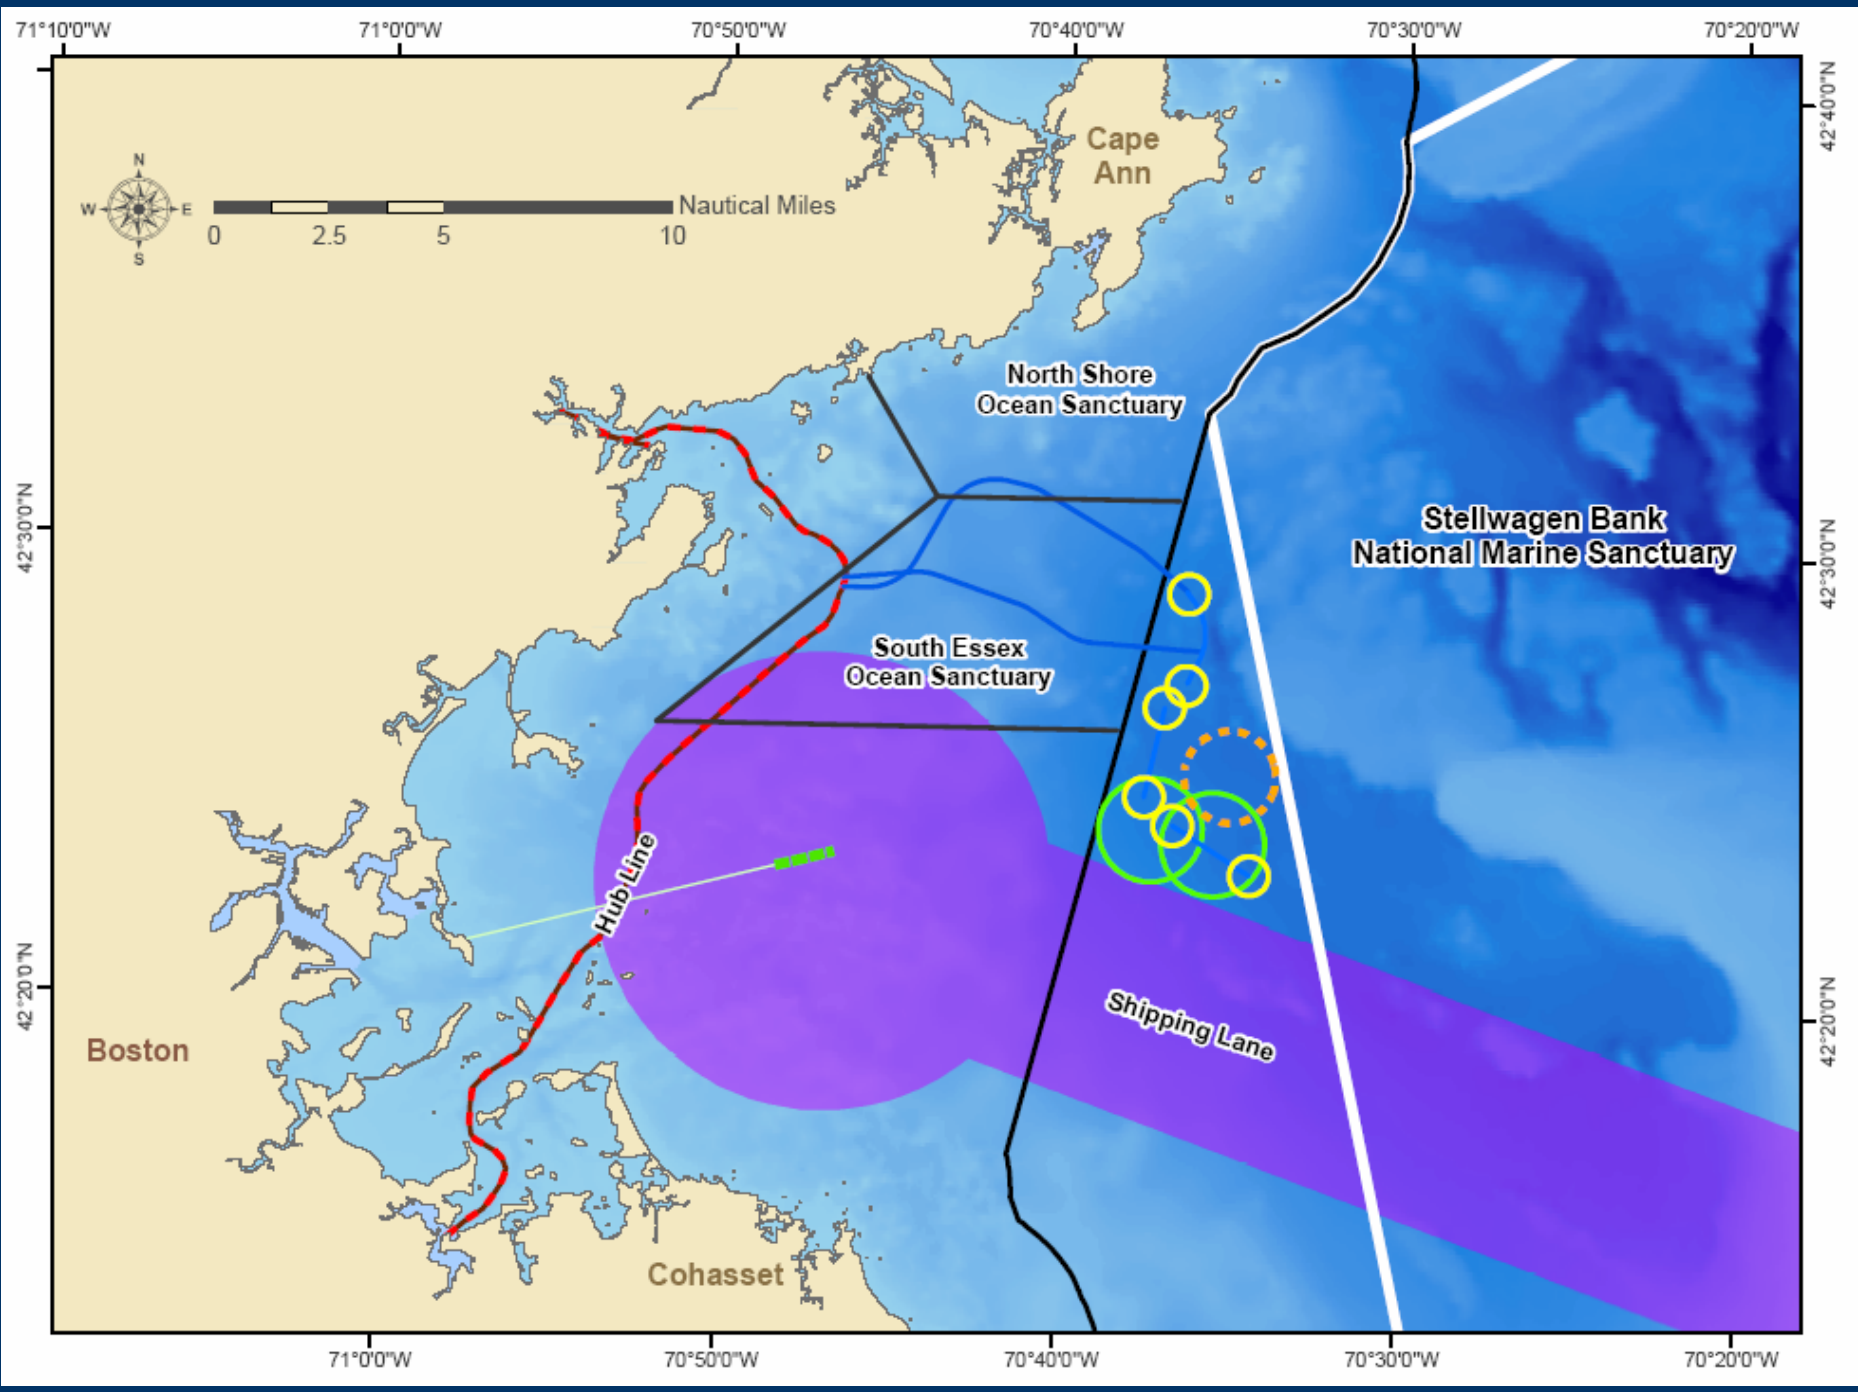 71°10'0"W
71°0'0"W
70°50'0"W
70°40'0"W
70°30'0"W
70°20'0"W
42°40'0"N
Cape
Ann
N
W
E
S
Nautical Miles
0
2.5
5
10
North Shore
Ocean Sanctuary
42°30'0"N
Stellwagen Bank
National Marine Sanctuary
42°30'0"N
South Essex
Ocean Sanctuary
Hub Line
42°20'0"N
Shipping Lane
42°20'0"N
Boston
Cohasset
71°0'0"W
70°50'0"W
70°40'0"W
70°30'0"W
70°20'0"W